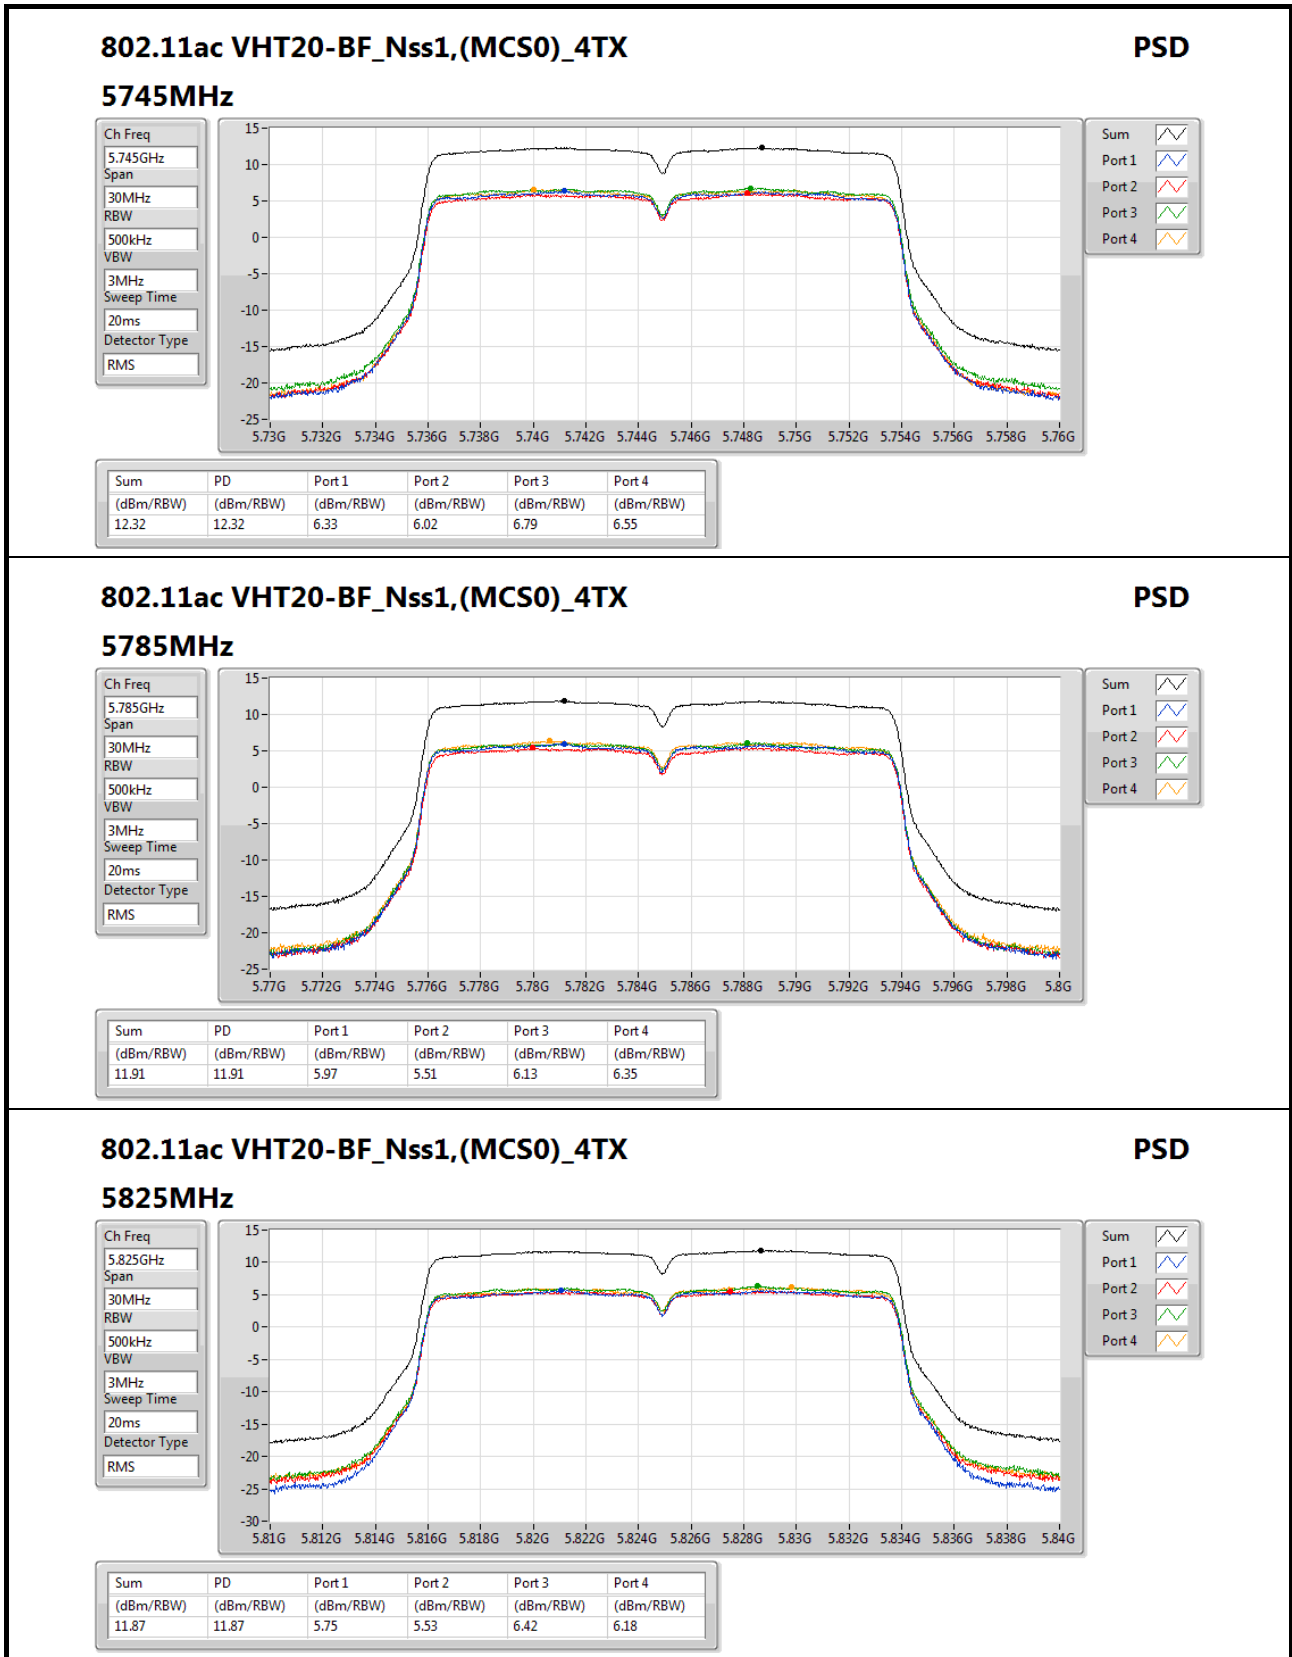 802.11ac VHT20-BF_Nss1,(MCS0)_4TX PSD
5745MHz
Ch Freq
5.745GHz
Span
30MHz
RBW
500kHz
VBW
3MHz
Sweep Time
20ms
Detector Type
RMS
15
10
5
0
-5
-10
-15
-20
-25
5.73G 5.732G 5.734G 5.736G 5.738G 5.74G 5.742G 5.744G 5.746G 5.748G 5.75G 5.752G 5.754G 5.756G 5.758G 5.76G
Sum
Port 1
Port 2
Port 3
Port 4
Sum PD Port 1 Port 2 Port 3 Port 4
(dBm/RBW) (dBm/RBW) (dBm/RBW) (dBm/RBW) (dBm/RBW) (dBm/RBW)
12.32 12.32 6.33 6.02 6.79 6.55
802.11ac VHT20-BF_Nss1,(MCS0)_4TX PSD
5785MHz
Ch Freq
5.785GHz
Span
30MHz
RBW
500kHz
VBW
3MHz
Sweep Time
20ms
Detector Type
RMS
15
10
5
0
-5
-10
-15
-20
-25
5.77G 5.772G 5.774G 5.776G 5.778G 5.78G 5.782G 5.784G 5.786G 5.788G 5.79G 5.792G 5.794G 5.796G 5.798G 5.8G
Sum
Port 1
Port 2
Port 3
Port 4
Sum PD Port 1 Port 2 Port 3 Port 4
(dBm/RBW) (dBm/RBW) (dBm/RBW) (dBm/RBW) (dBm/RBW) (dBm/RBW)
11.91 11.91 5.97 5.51 6.13 6.35
802.11ac VHT20-BF_Nss1,(MCS0)_4TX PSD
5825MHz
Ch Freq
5.825GHz
Span
30MHz
RBW
500kHz
VBW
3MHz
Sweep Time
20ms
Detector Type
RMS
15
10
5
0
-5
-10
-15
-20
-25
-30
5.81G 5.812G 5.814G 5.816G 5.818G 5.82G 5.822G 5.824G 5.826G 5.828G 5.83G 5.832G 5.834G 5.836G 5.838G 5.84G
Sum
Port 1
Port 2
Port 3
Port 4
Sum PD Port 1 Port 2 Port 3 Port 4
(dBm/RBW) (dBm/RBW) (dBm/RBW) (dBm/RBW) (dBm/RBW) (dBm/RBW)
11.87 11.87 5.75 5.53 6.42 6.18